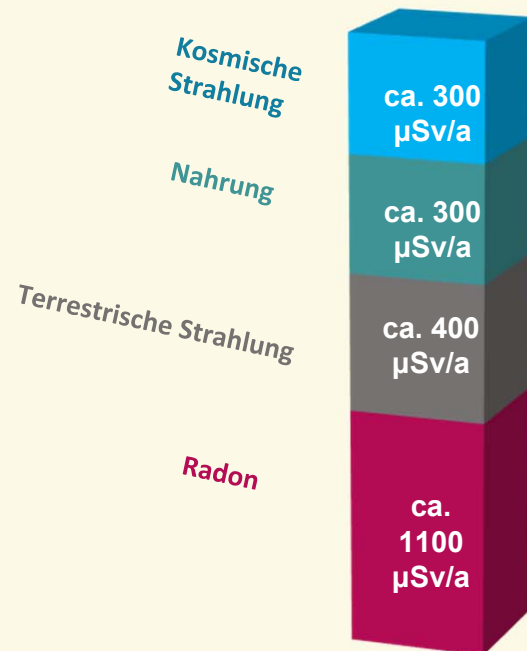 Kosmische
Strahlung
ca. 300
µSv/a
Nahrung
ca. 300
µSv/a
Terrestrische Strahlung
ca. 400
µSv/a
Radon
ca.
1100
µSv/a